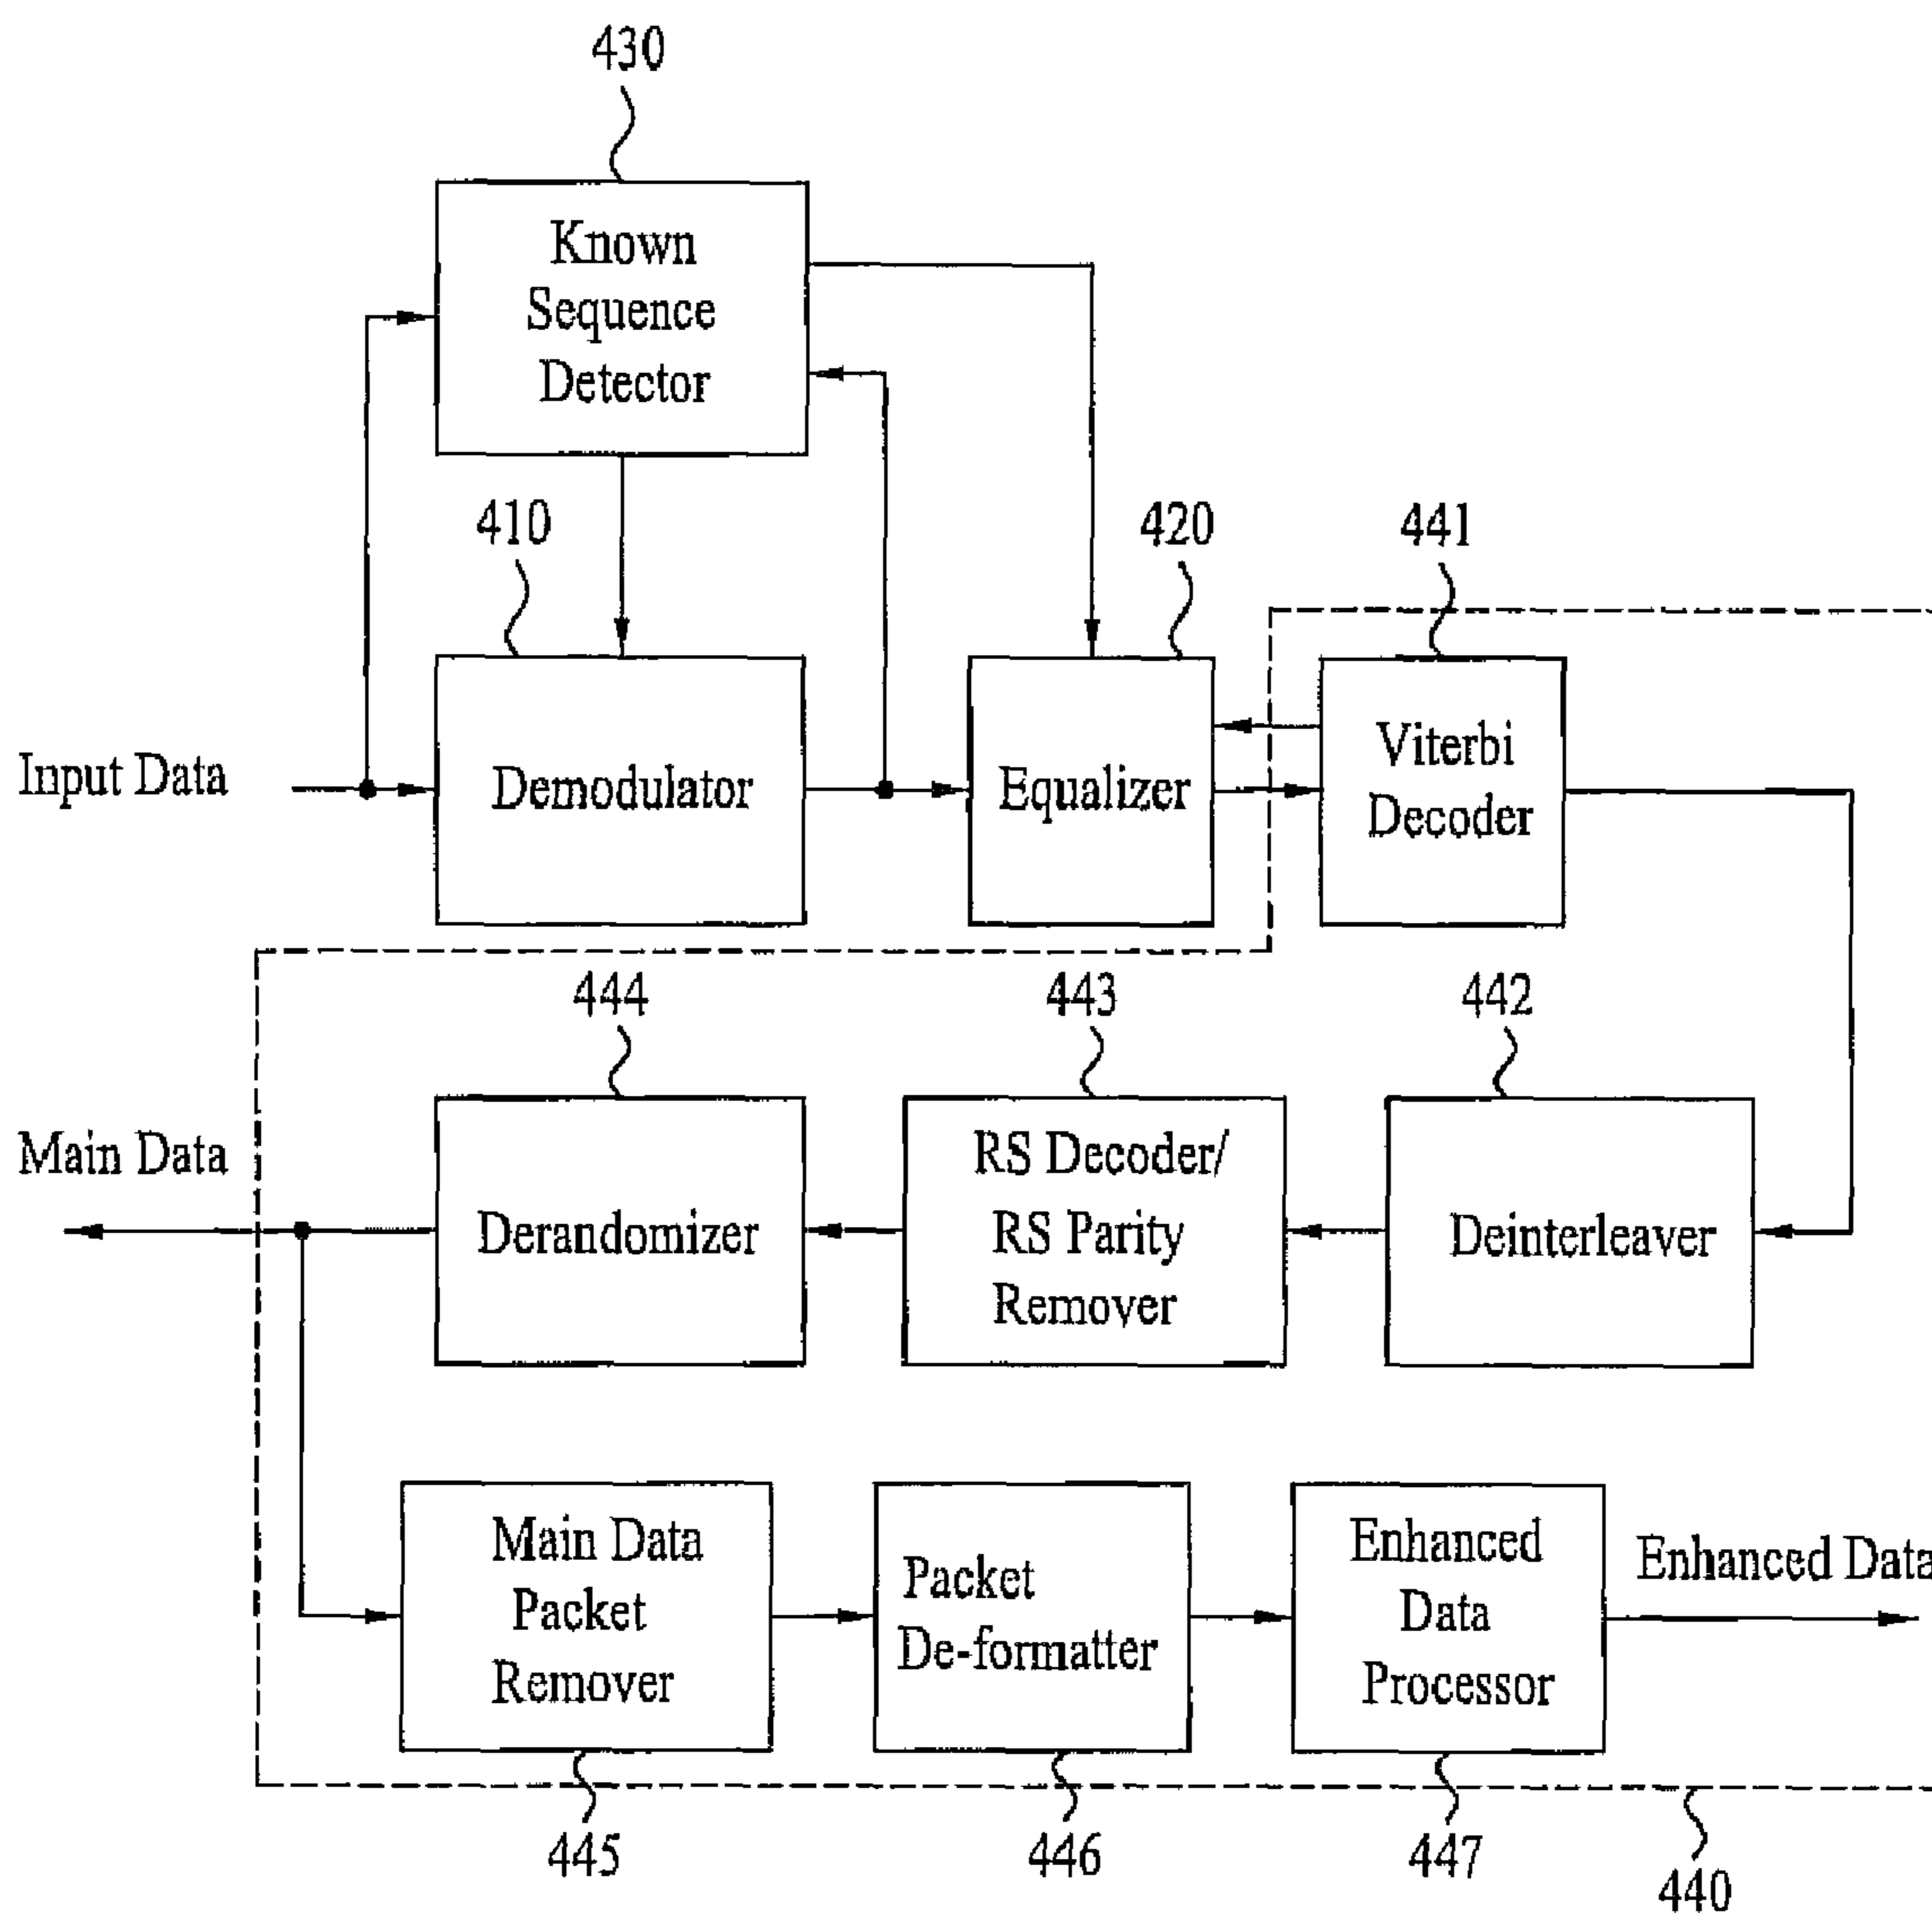 430
Known
Sequence
Detector
410
420
441
Input Data
Demodulator
Equalizer
Viterbi
Decoder
444
443
442
Main Data
Derandomizer
RS Decoder/
RS Parity
Remover
Deinterleaver
Main Data
Packet
Remover
Packet
De-formatter
Enhanced
Data
Processor
Enhanced Data
445
446
447
440